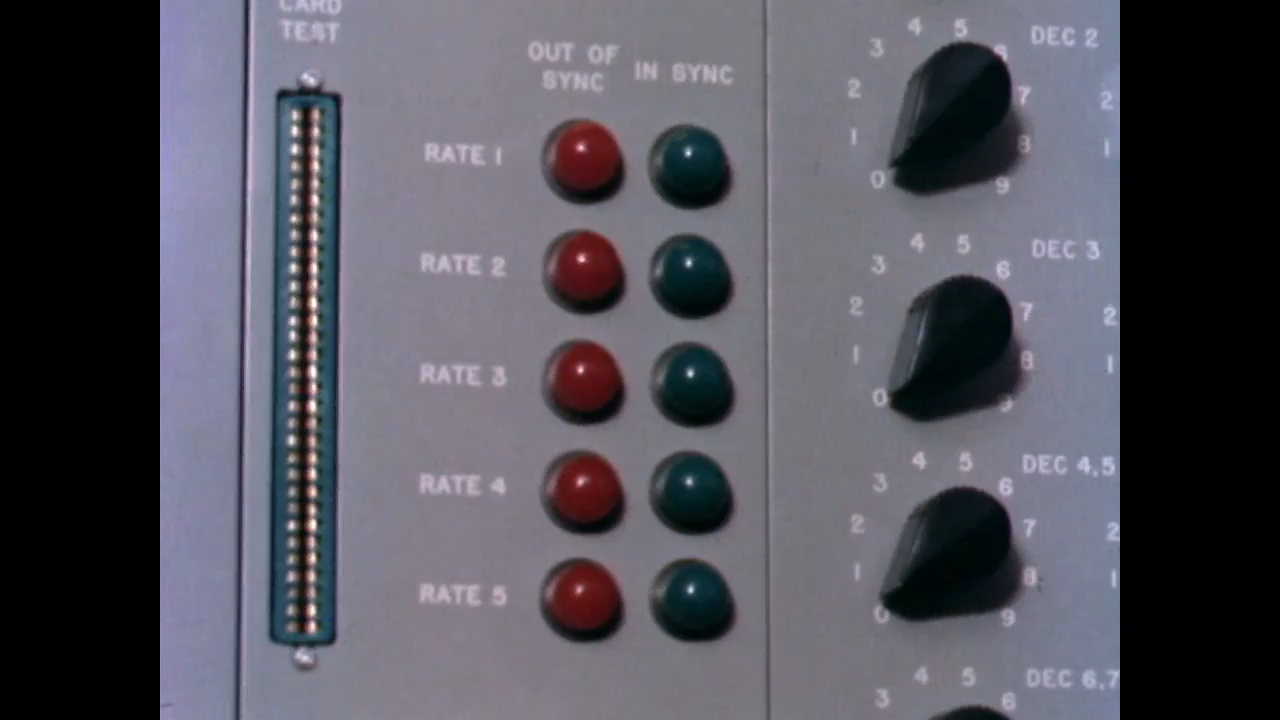 CARD
TEST
OUT OF
SYNC
IN SYNC
RATE 1
RATE 2
RATE 3
RATE 4
RATE 5
DEC 2
0 1 2 3 4 5 6 7 8 9
2
1
DEC 3
0 1 2 3 4 5 6 7 8 9
2
1
DEC 4,5
0 1 2 3 4 5 6 7 8 9
2
1
DEC 6,7
3 4 5 6